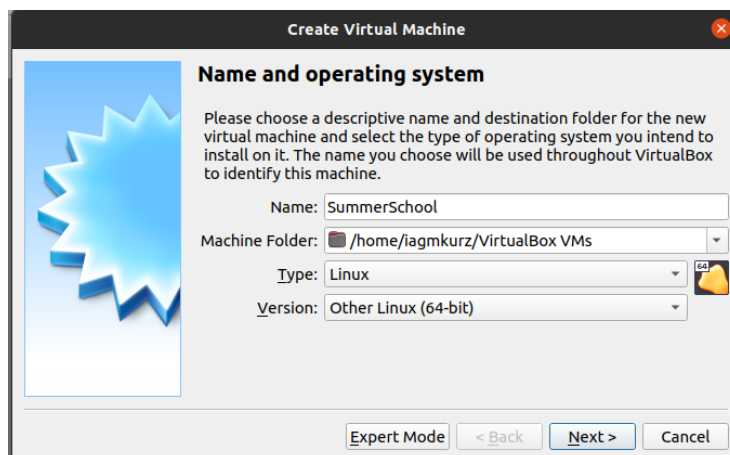 Create Virtual Machine
Name and operating system
Please choose a descriptive name and destination folder for the new
virtual machine and select the type of operating system you intend to
install on it. The name you choose will be used throughout VirtualBox
to identify this machine.
Name: SummerSchool
Machine Folder: /home/iagmkurz/VirtualBox VMs
Type: Linux
64
Version: Other Linux (64-bit)
Expert Mode < Back Next > Cancel